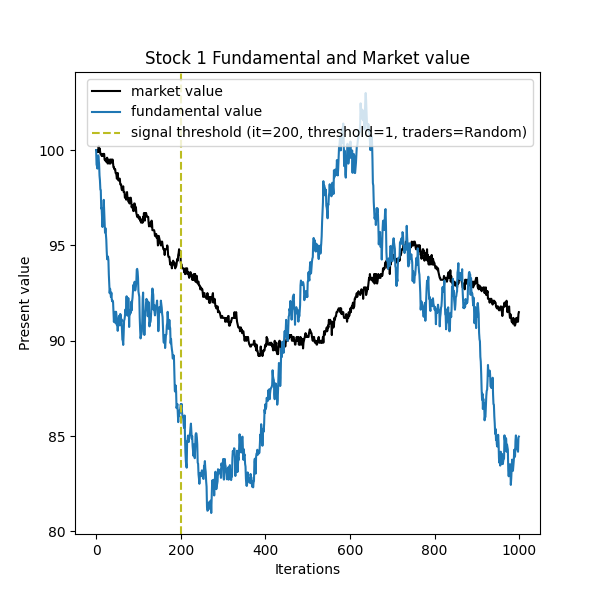 Stock 1 Fundamental and Market value
market value
fundamental value
signal threshold (it=200, threshold=1, traders=Random)
Present value
100
95
90
85
80
0 200 400 600 800 1000
Iterations